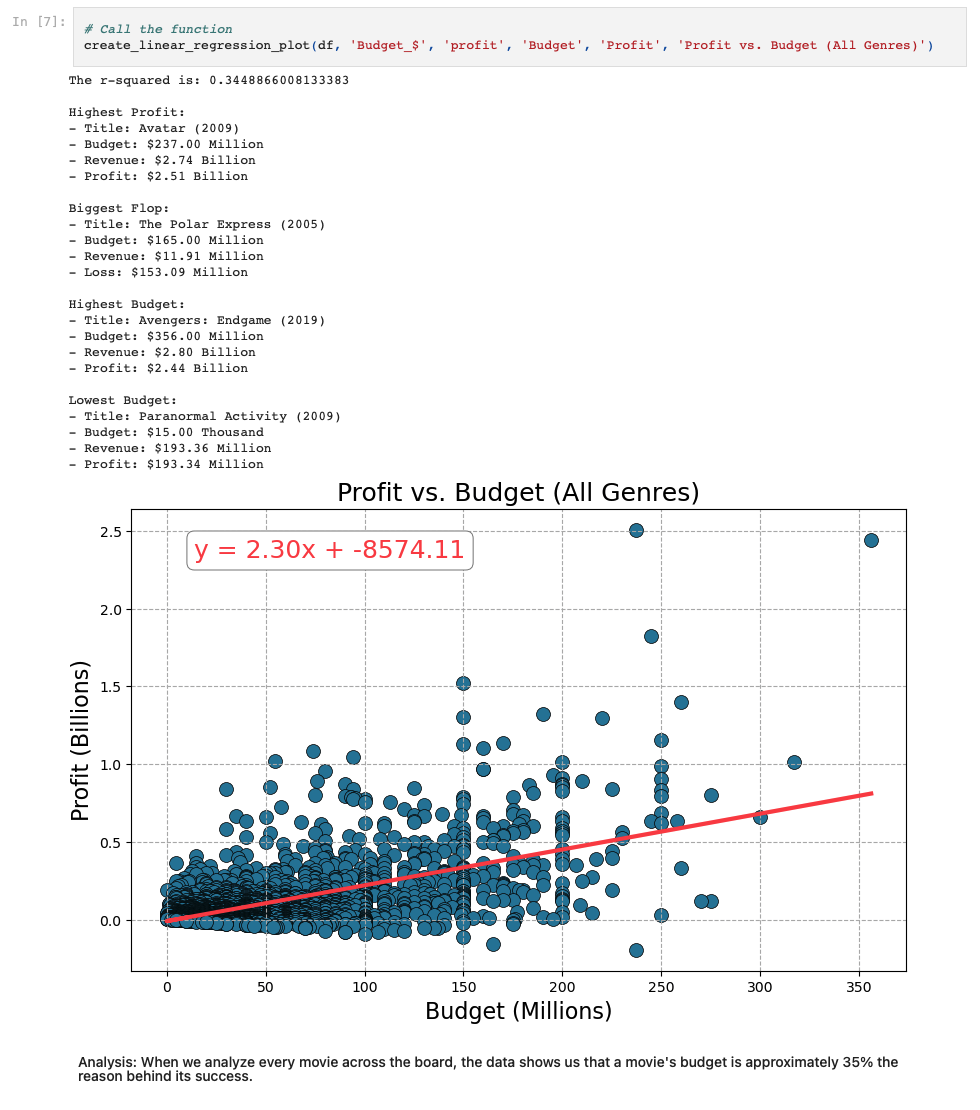 In [7]:
# Call the function
create_linear_regression_plot(df, 'Budget_$', 'profit', 'Budget', 'Profit', 'Profit vs. Budget (All Genres)')
The r-squared is: 0.3448866008133383
Highest Profit:
- Title: Avatar (2009)
- Budget: $237.00 Million
- Revenue: $2.74 Billion
- Profit: $2.51 Billion
Biggest Flop:
- Title: The Polar Express (2005)
- Budget: $165.00 Million
- Revenue: $11.91 Million
- Loss: $153.09 Million
Highest Budget:
- Title: Avengers: Endgame (2019)
- Budget: $356.00 Million
- Revenue: $2.80 Billion
- Profit: $2.44 Billion
Lowest Budget:
- Title: Paranormal Activity (2009)
- Budget: $15.00 Thousand
- Revenue: $193.36 Million
- Profit: $193.34 Million
Profit vs. Budget (All Genres)
y = 2.30x + -8574.11
Profit (Billions)
2.5
2.0
1.5
1.0
0.5
0.0
0 50 100 150 200 250 300 350
Budget (Millions)
Analysis: When we analyze every movie across the board, the data shows us that a movie's budget is approximately 35% the
reason behind its success.